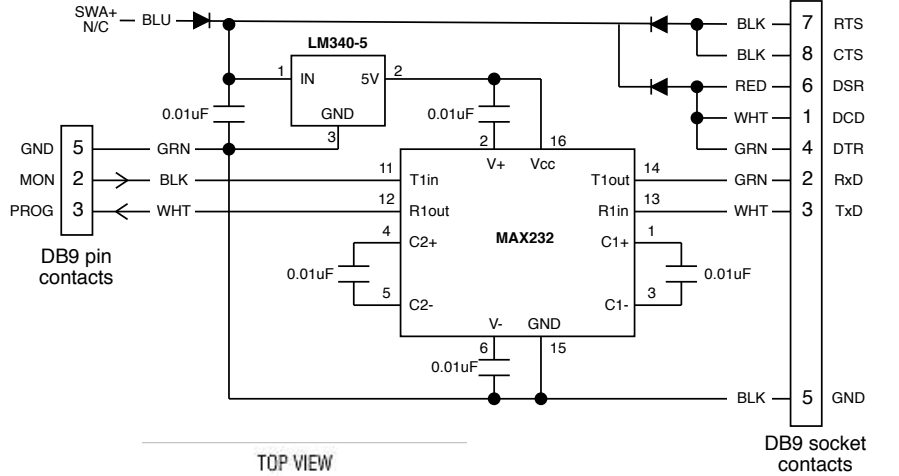 SWA+
N/C
BLU
BLK
7
RTS
LM340-5
BLK
8
CTS
1
IN
5V
2
RED
6
DSR
0.01uF
GND
0.01uF
WHT
1
DCD
3
2
16
GND
5
GRN
V+
Vcc
GRN
4
DTR
MON
2
BLK
11
T1in
T1out
14
GRN
2
RxD
PROG
3
WHT
12
R1out
R1in
13
WHT
3
TxD
DB9 pin
contacts
4
C2+
MAX232
C1+
1
0.01uF
0.01uF
5
C2-
C1-
3
V-
GND
6
15
0.01uF
BLK
5
GND
DB9 socket
contacts
TOP VIEW